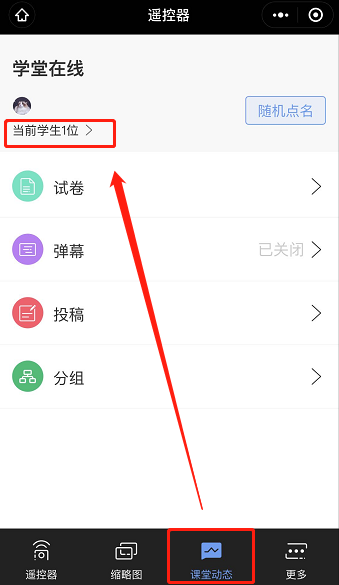 遥控器
学堂在线
随机点名
当前学生1位
试卷
弹幕 已关闭
投稿
分组
遥控器 缩略图 课堂动态 更多